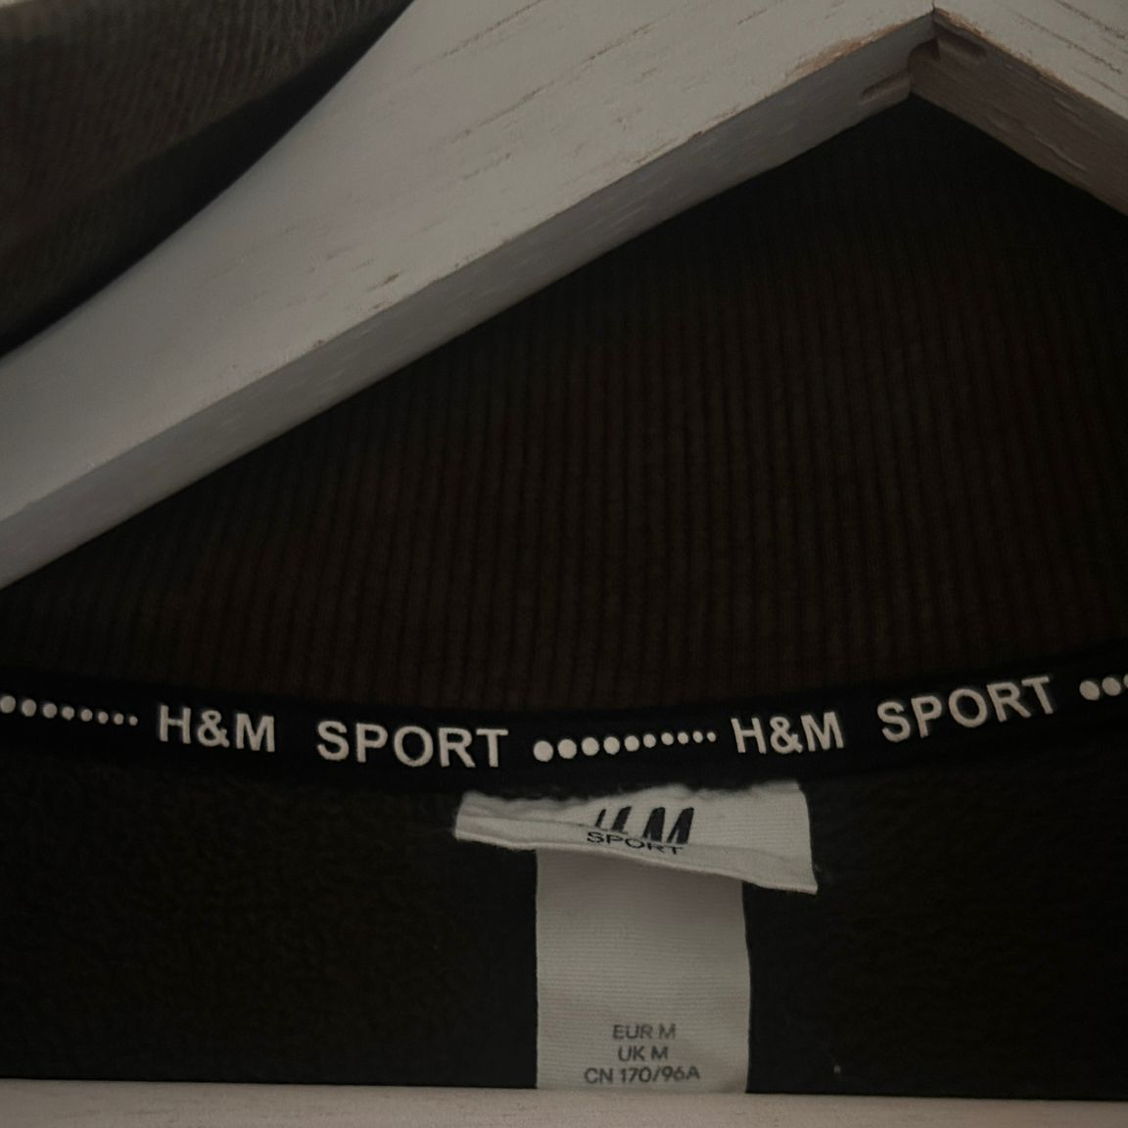 H&M SPORT H&M SPORT
H&M
SPORT
EUR M
UK M
CN 170/96A